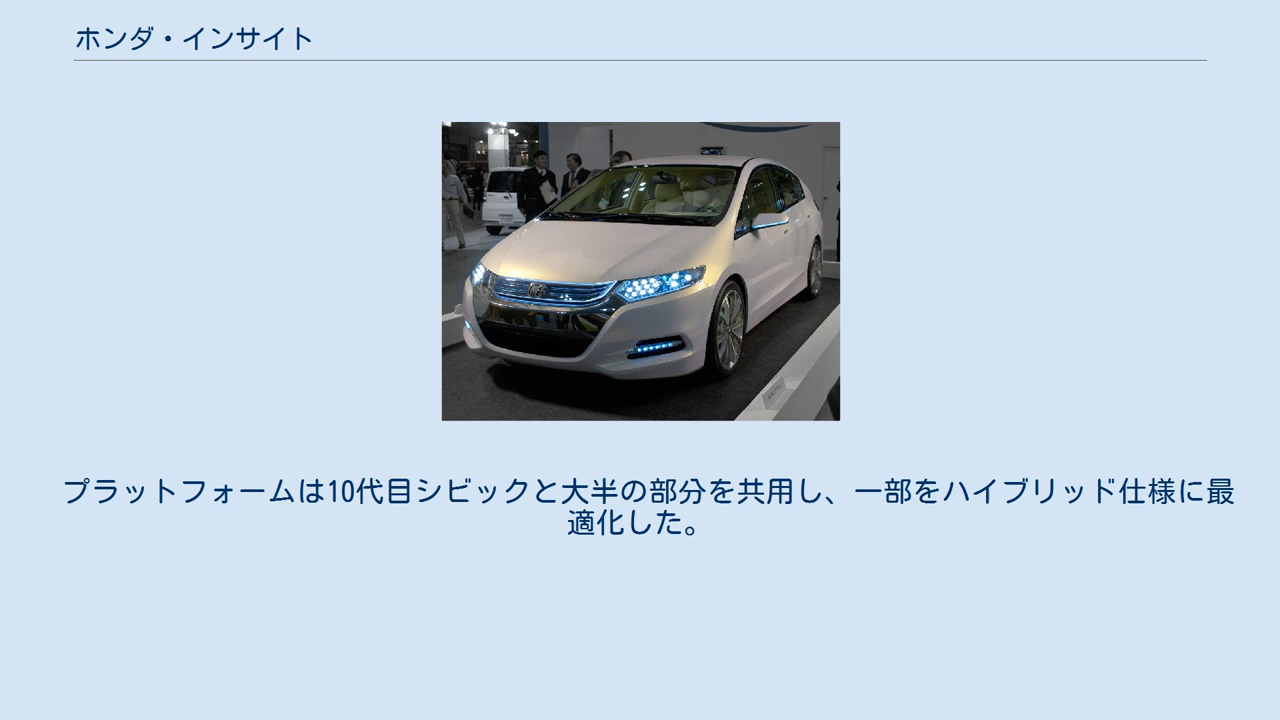 ホンダ・インサイト
プラットフォームは10代目シビックと大半の部分を共用し、一部をハイブリッド仕様に最
適化した。